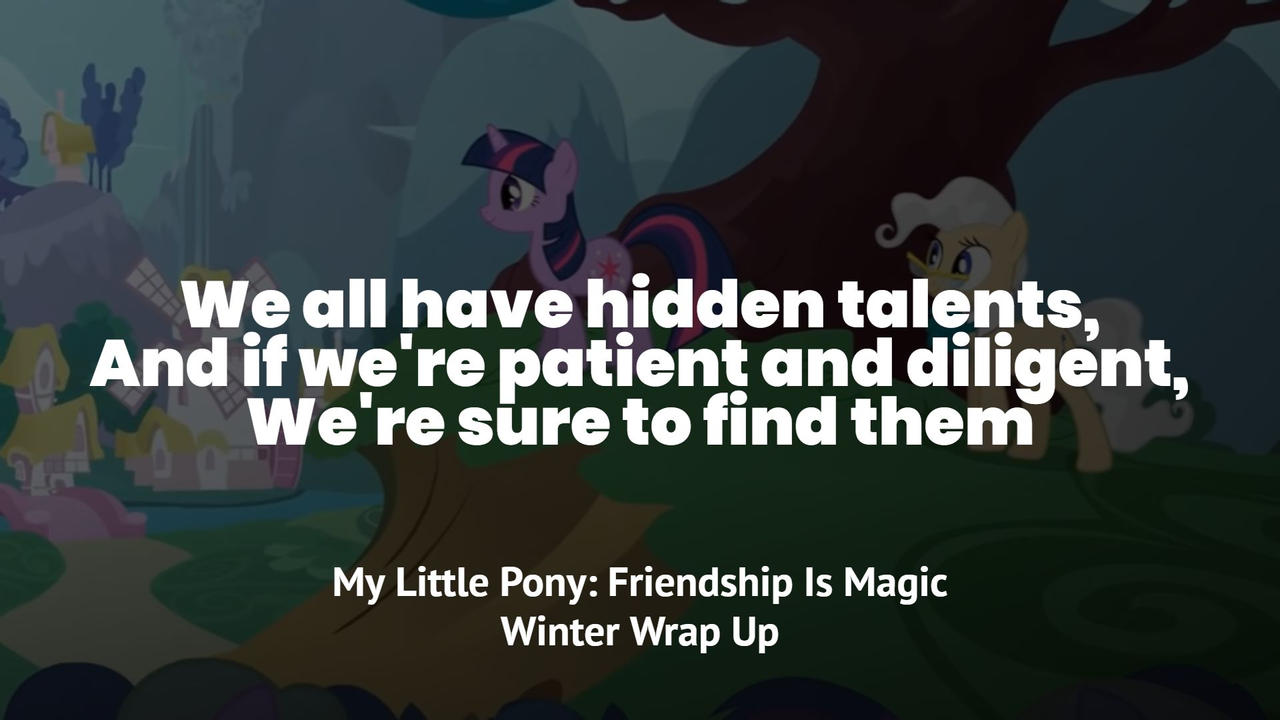 We all have hidden talents,
And if we're patient and diligent,
We're sure to find them
My Little Pony: Friendship Is Magic
Winter Wrap Up